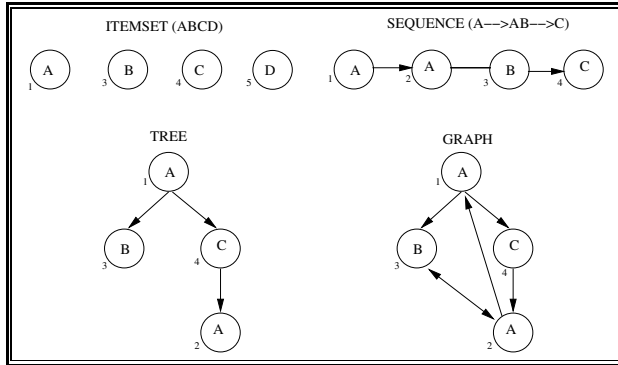 ITEMSET (ABCD)
SEQUENCE (A−−>AB−−>C)
A B C D
1 3 4 5
A A B C
1 2 3 4
TREE
A
1
B C
3 4
A
2
GRAPH
A
1
B C
3 4
A
2